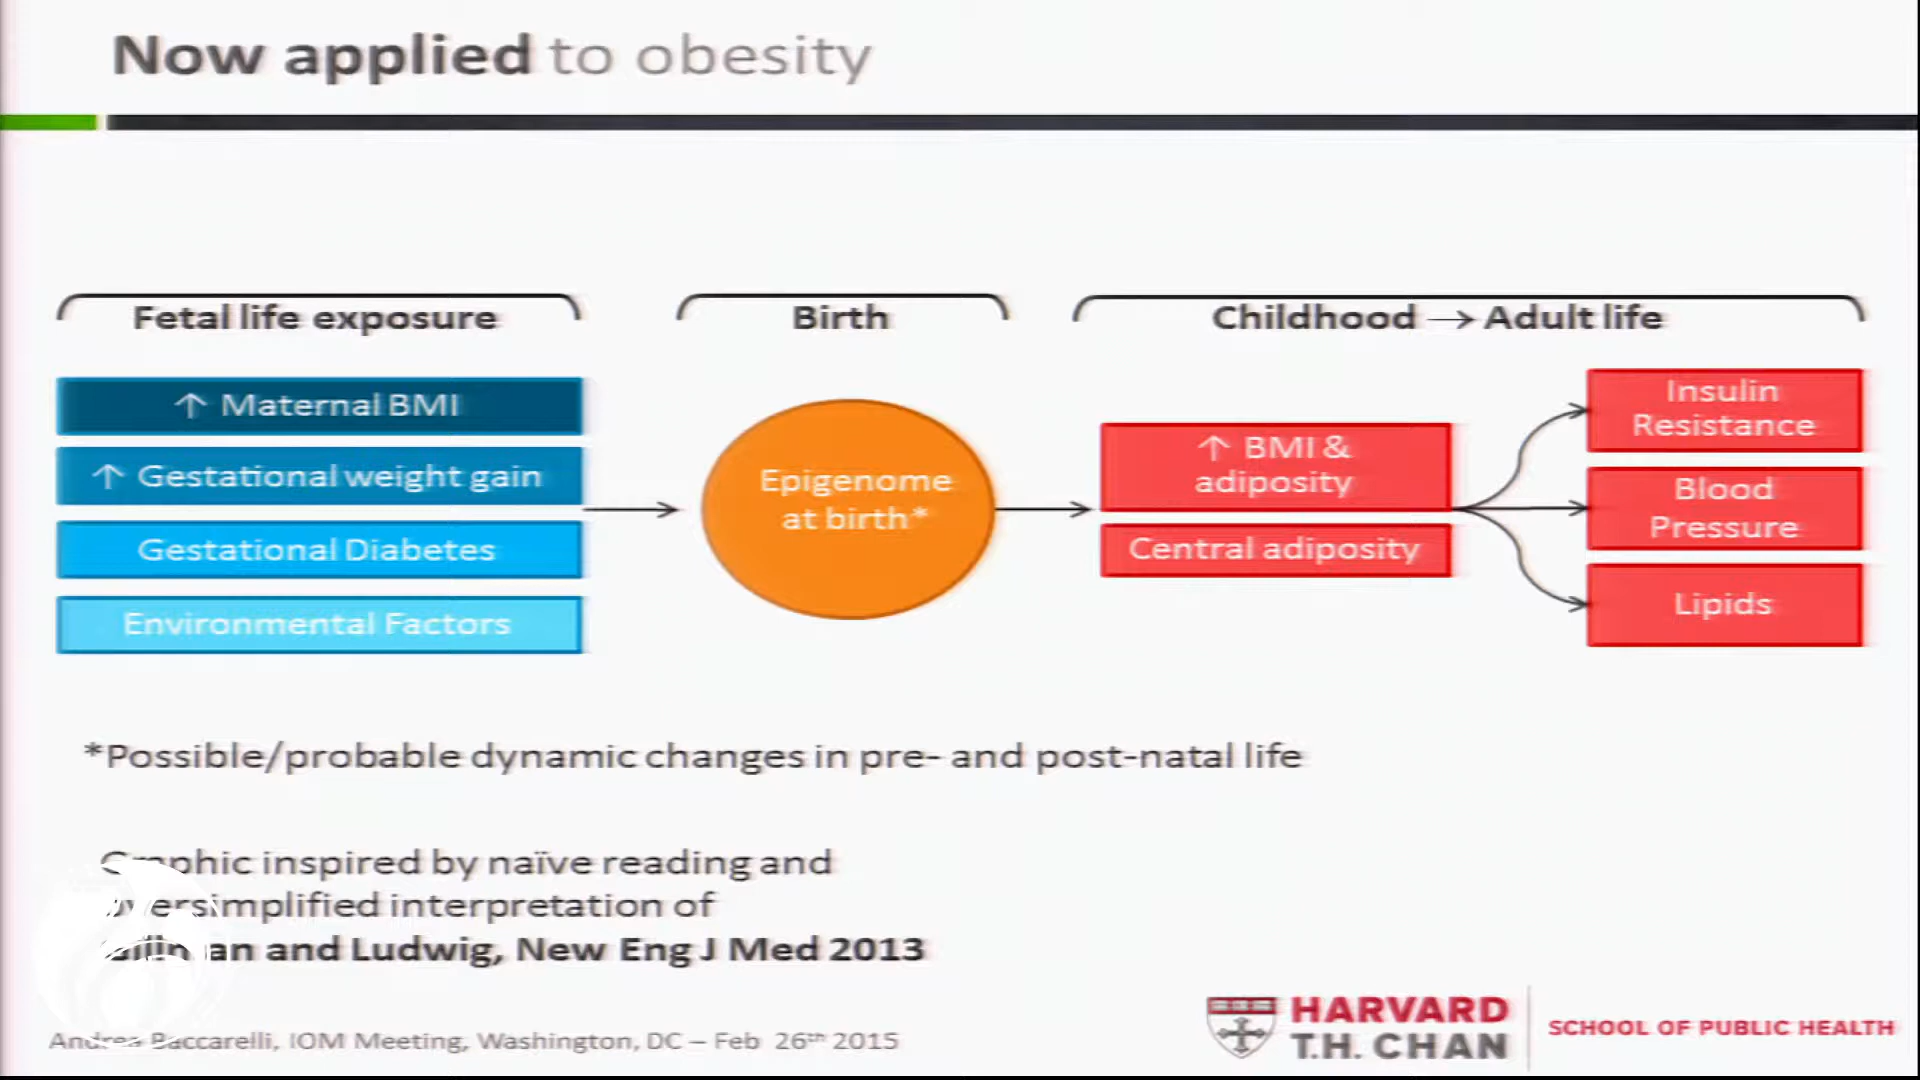 Now applied to obesity
Fetal life exposure
Birth
Childhood → Adult life
↑ Maternal BMI
↑ Gestational weight gain
Gestational Diabetes
Environmental Factors
Epigenome
at birth*
↑ BMI &
adiposity
Central adiposity
Insulin
Resistance
Blood
Pressure
Lipids
*Possible/probable dynamic changes in pre- and post-natal life
Graphic inspired by naïve reading and
oversimplified interpretation of
Gillman and Ludwig, New Eng J Med 2013
Andrea Baccarelli, IOM Meeting, Washington, DC – Feb 26th 2015
HARVARD
T.H. CHAN
SCHOOL OF PUBLIC HEALTH